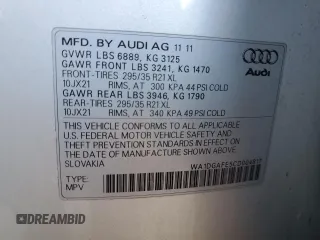 MFD. BY AUDI AG 11 11
GVWR LBS 6889, KG 3125
GAWR FRONT LBS 3241, KG 1470
FRONT-TIRES 295/35 R21 XL
10JX21 RIMS, AT 300 KPA 44 PSI COLD
GAWR REAR LBS 3946, KG 1790
REAR-TIRES 295/35 R21 XL
10JX21 RIMS, AT 340 KPA 49 PSI COLD
Audi
THIS VEHICLE CONFORMS TO ALL APPLICABLE
U.S. FEDERAL MOTOR VEHICLE SAFETY AND
THEFT PREVENTION STANDARDS IN EFFECT ON
THE DATE OF MANUFACTURE SHOWN ABOVE.
SLOVAKIA
TYPE:
MPV
AUTOBIDMASTER